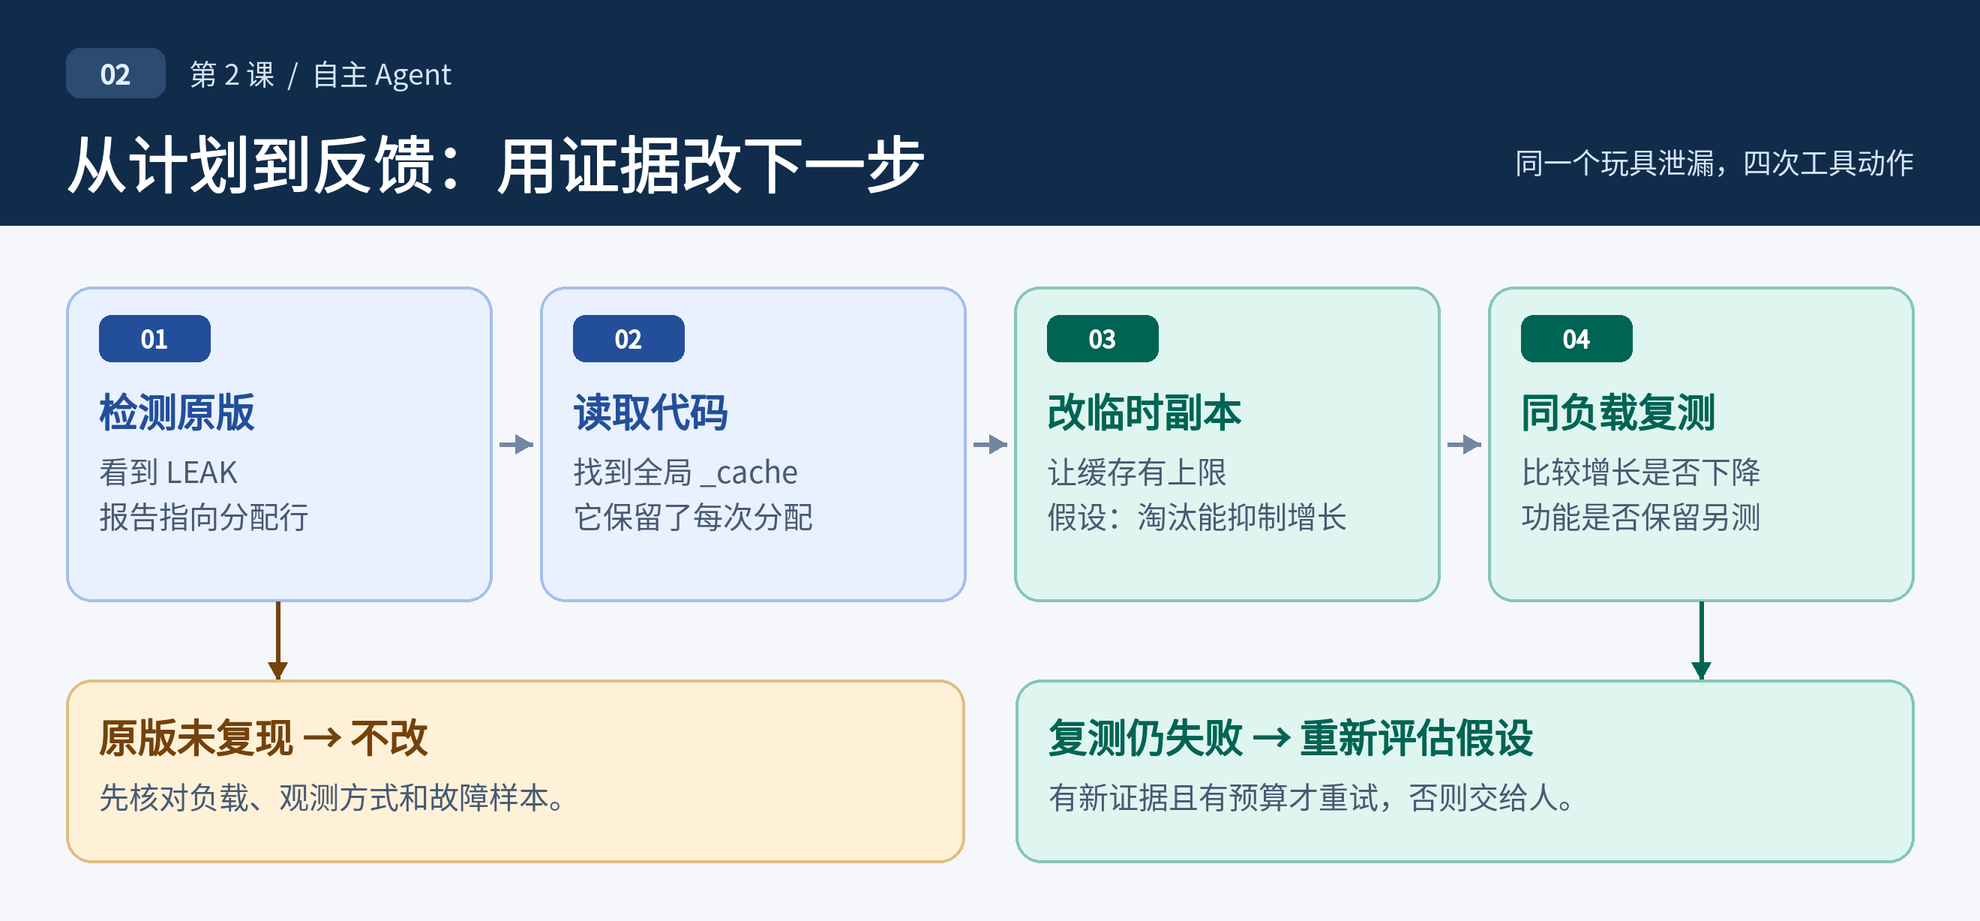 02
第 2 课 / 自主 Agent
从计划到反馈：用证据改下一步
同一个玩具泄漏，四次工具动作
01
检测原版
看到 LEAK
报告指向分配行
02
读取代码
找到全局 _cache
它保留了每次分配
03
改临时副本
让缓存有上限
假设：淘汰能抑制增长
04
同负载复测
比较增长是否下降
功能是否保留另测
原版未复现 → 不改
先核对负载、观测方式和故障样本。
复测仍失败 → 重新评估假设
有新证据且有预算才重试，否则交给人。